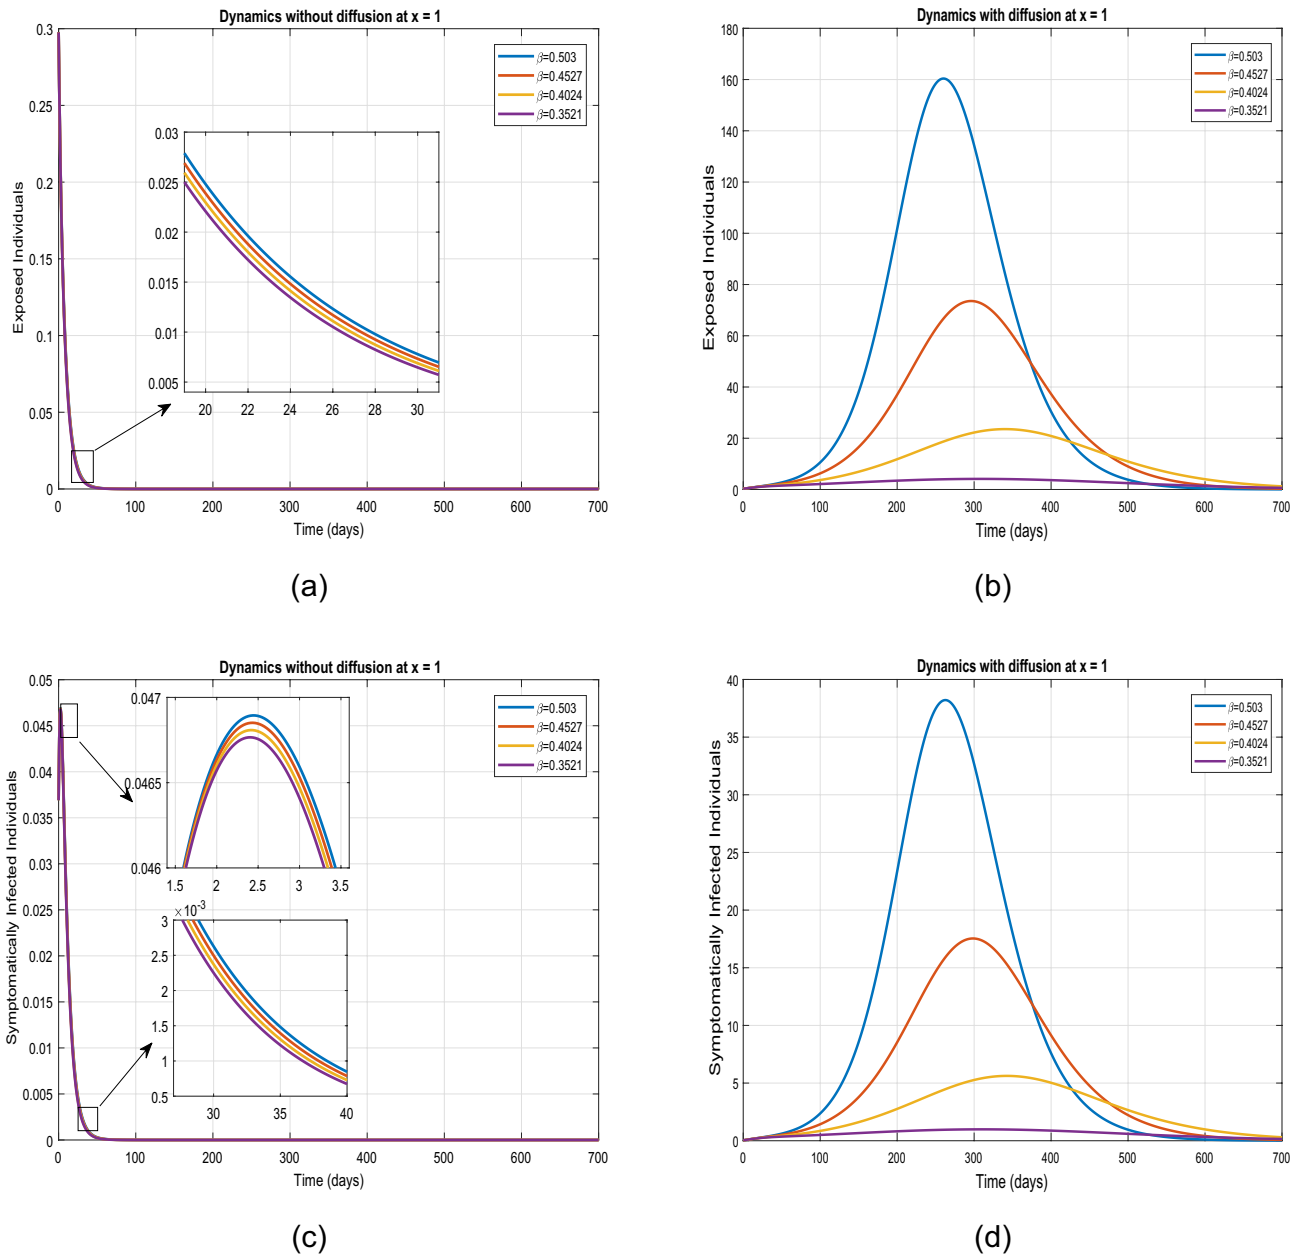 Dynamics without diffusion at x = 1
0.3
0.25
0.2
0.15
0.1
0.05
0
Exposed Individuals
β=0.503
β=0.4527
β=0.4024
β=0.3521
0.03
0.025
0.02
0.015
0.01
0.005
20 22 24 26 28 30
0 100 200 300 400 500 600 700
Time (days)
(a)
Dynamics with diffusion at x = 1
180
160
140
120
100
80
60
40
20
0
Exposed Individuals
β=0.503
β=0.4527
β=0.4024
β=0.3521
0 100 200 300 400 500 600 700
Time (days)
(b)
Dynamics without diffusion at x = 1
0.05
0.045
0.04
0.035
0.03
0.025
0.02
0.015
0.01
0.005
0
Symptomatically Infected Individuals
β=0.503
β=0.4527
β=0.4024
β=0.3521
0.047
0.0465
0.046
1.5 2 2.5 3 3.5
×10⁻³
3
2.5
2
1.5
1
0.5
30 35 40
0 100 200 300 400 500 600 700
Time (days)
(c)
Dynamics with diffusion at x = 1
40
35
30
25
20
15
10
5
0
Symptomatically Infected Individuals
β=0.503
β=0.4527
β=0.4024
β=0.3521
0 100 200 300 400 500 600 700
Time (days)
(d)